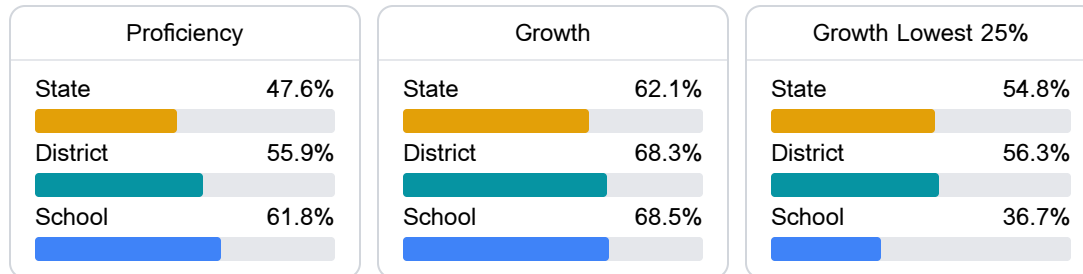 Proficiency
State 47.6%
District 55.9%
School 61.8%
Growth
State 62.1%
District 68.3%
School 68.5%
Growth Lowest 25%
State 54.8%
District 56.3%
School 36.7%